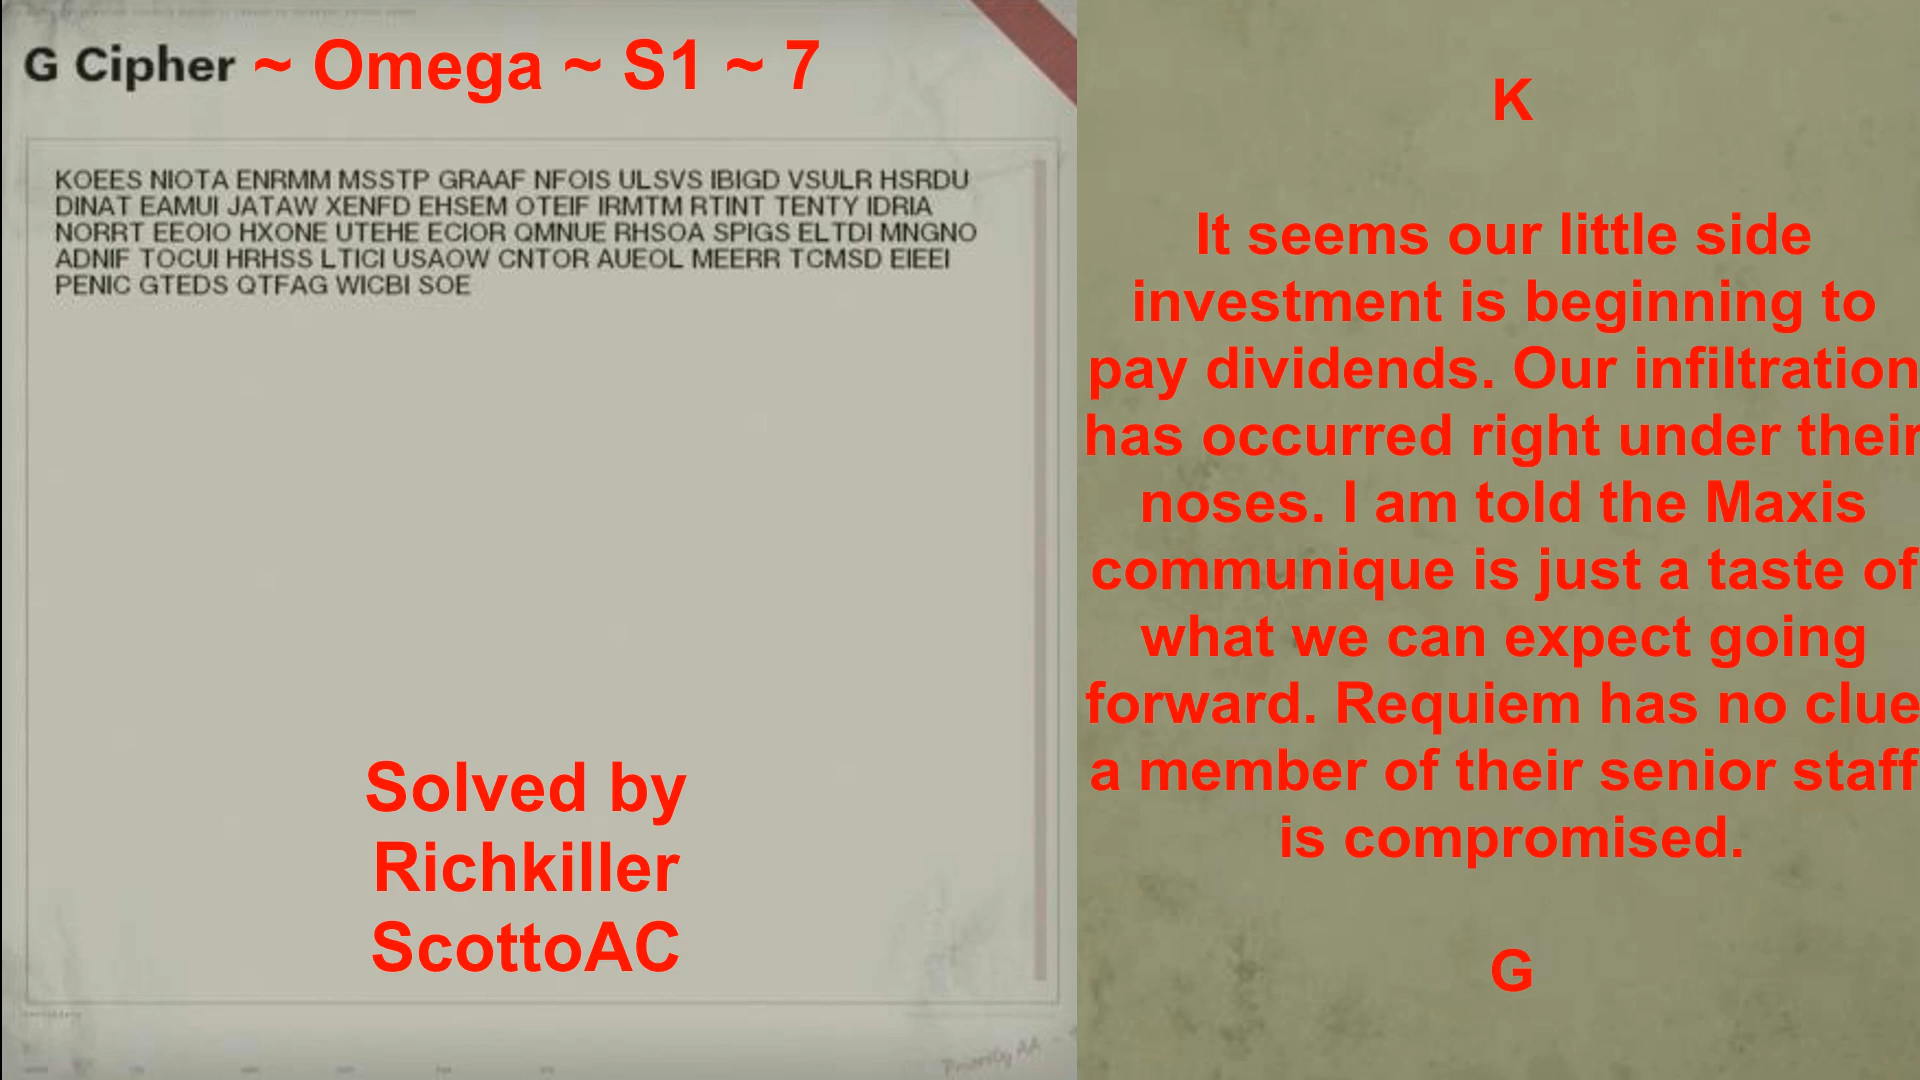 G Cipher ~ Omega ~ S1 ~ 7
KOEES NIOTA ENRMM MSSTP GRAAF NFOIS ULSVS IBIGD VSULR HSRDU
DINAT EAMUI JATAW XENFD EHSEM OTEIF IRMTM RTINT TENTY IDRIA
NORRT EEOIO HXONE UTEHE ECIOR QMNUE RHSOA SPIGS ELTDI MNGNO
ADNIF TOCUI HRHSS LTICI USAOW CNTOR AUEOL MEERR TCMSD EIEEI
PENIC GTEDS QTFAG WICBI SOE
Solved by
Richkiller
ScottoAC
Priority AA
K
It seems our little side
investment is beginning to
pay dividends. Our infiltration
has occurred right under their
noses. I am told the Maxis
communique is just a taste of
what we can expect going
forward. Requiem has no clue
a member of their senior staff
is compromised.
G